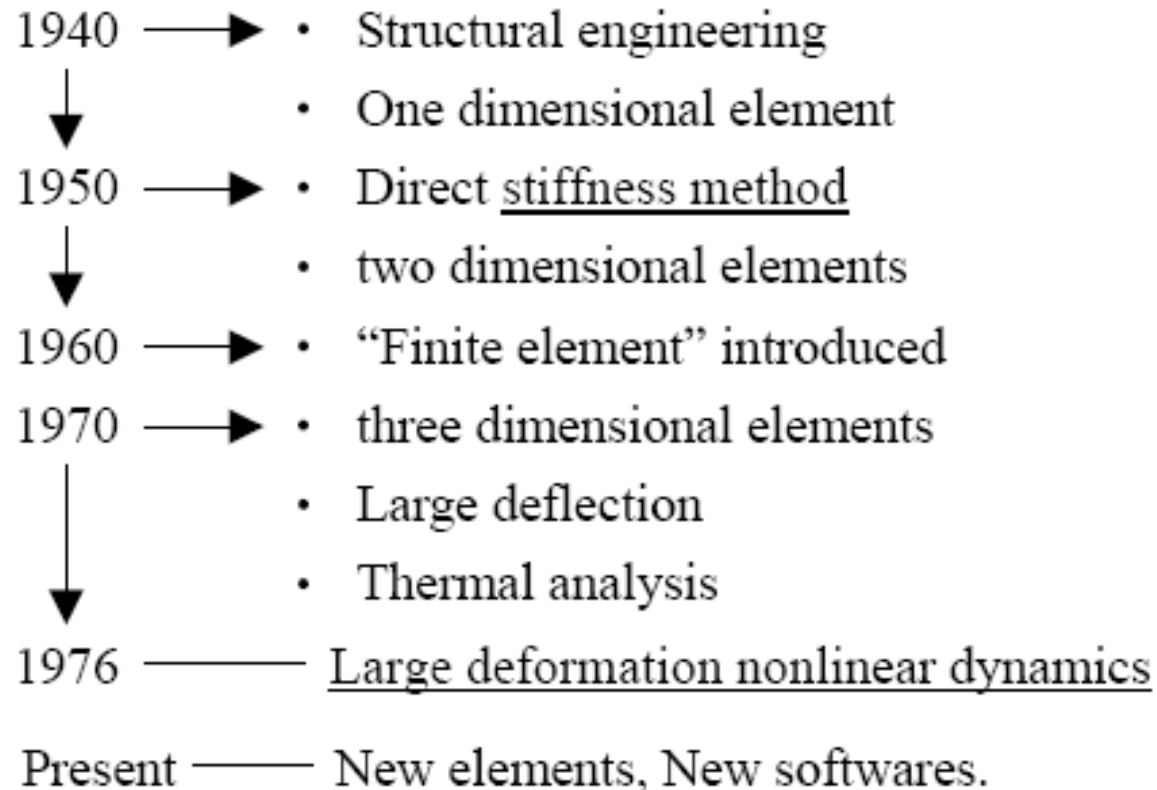 1940 • Structural engineering
• One dimensional element
1950 • Direct stiffness method
• two dimensional elements
1960 • “Finite element” introduced
1970 • three dimensional elements
• Large deflection
• Thermal analysis
1976 Large deformation nonlinear dynamics
Present New elements, New softwares.